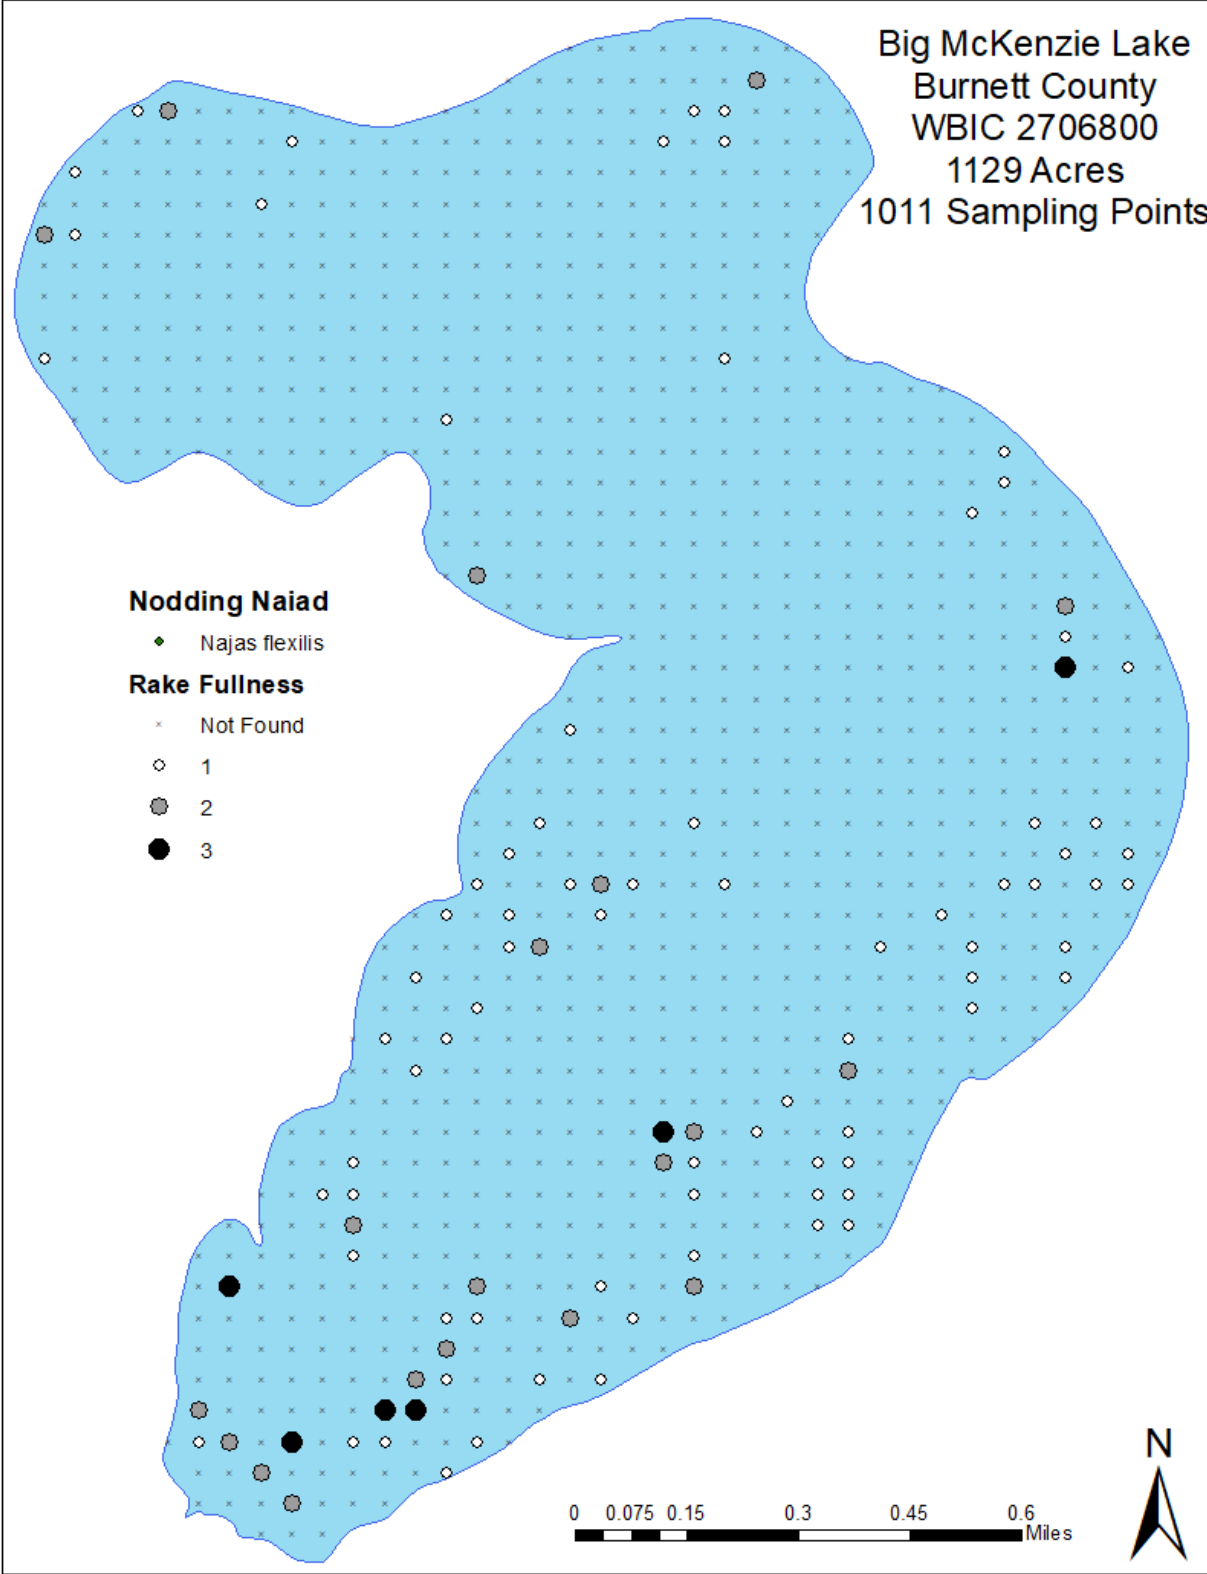 Big McKenzie Lake
Burnett County
WBIC 2706800
1129 Acres
1011 Sampling Points
Nodding Naiad
Najas flexilis
Rake Fullness
Not Found
1
2
3
N
0 0.075 0.15 0.3 0.45 0.6
Miles